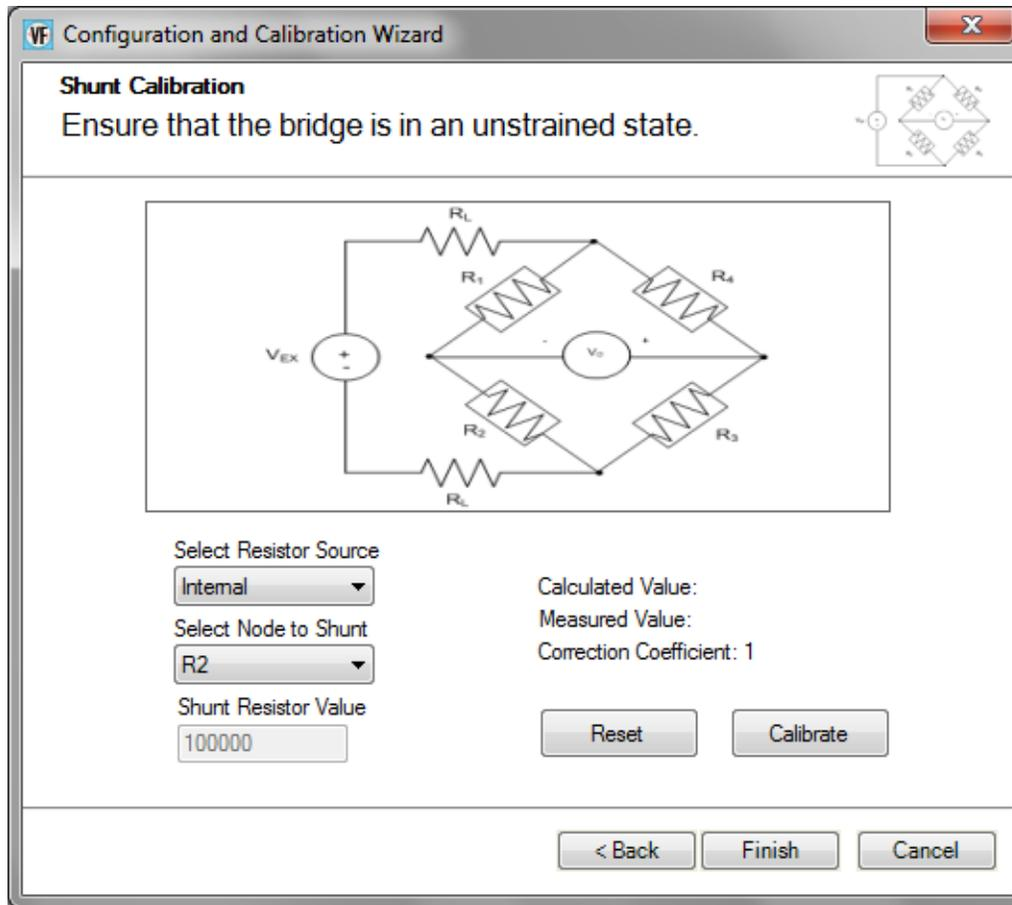 VF Configuration and Calibration Wizard
Shunt Calibration
Ensure that the bridge is in an unstrained state.
RL
R1
R4
VEX
+
-
-
+
R2
R3
RL
Select Resistor Source
Internal
Select Node to Shunt
R2
Shunt Resistor Value
100000
Calculated Value:
Measured Value:
Correction Coefficient: 1
Reset
Calibrate
< Back
Finish
Cancel